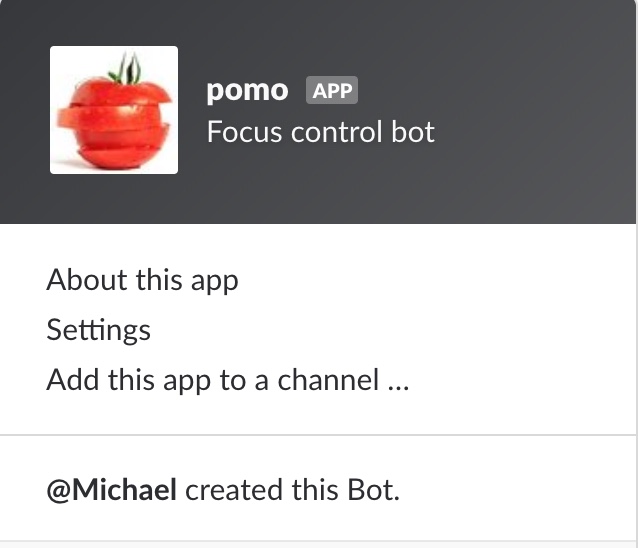 pomo APP
Focus control bot
About this app
Settings
Add this app to a channel ...
@Michael created this Bot.